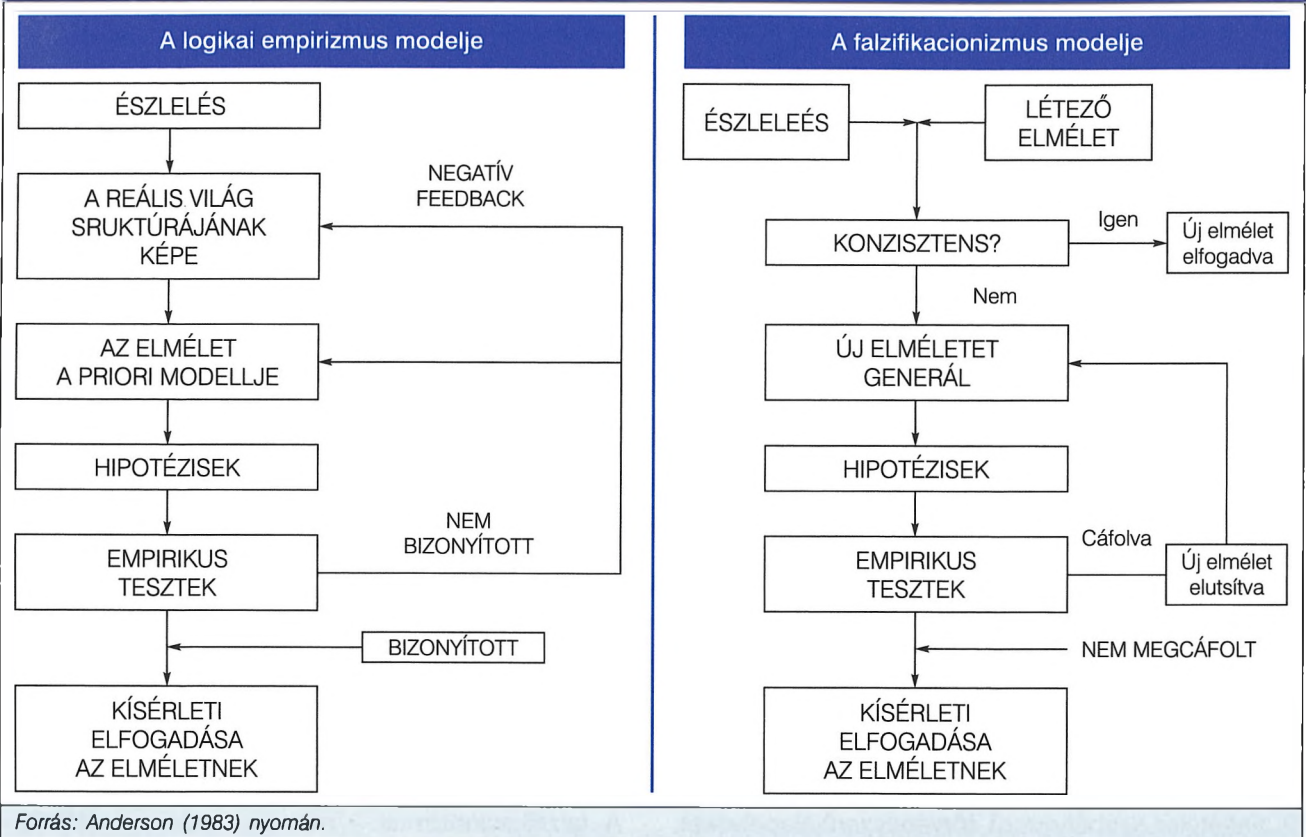 A logikai empirizmus modelje
ÉSZLELÉS
A REÁLIS VILÁG
SRUKTÚRÁJÁNAK
KÉPE
NEGATÍV
FEEDBACK
AZ ELMÉLET
A PRIORI MODELLJE
HIPOTÉZISEK
NEM
BIZONYÍTOTT
EMPIRIKUS
TESZTEK
BIZONYÍTOTT
KÍSÉRLETI
ELFOGADÁSA
AZ ELMÉLETNEK
A falzifikacionizmus modelje
ÉSZLELEÉS
LÉTEZŐ
ELMÉLET
KONZISZTENS?
Igen
Új elmélet
elfogadva
Nem
ÚJ ELMÉLETET
GENERÁL
HIPOTÉZISEK
EMPIRIKUS
TESZTEK
Cáfolva
Új elmélet
elutsítva
NEM MEGCÁFOLT
KÍSÉRLETI
ELFOGADÁSA
AZ ELMÉLETNEK
Forrás: Anderson (1983) nyomán.